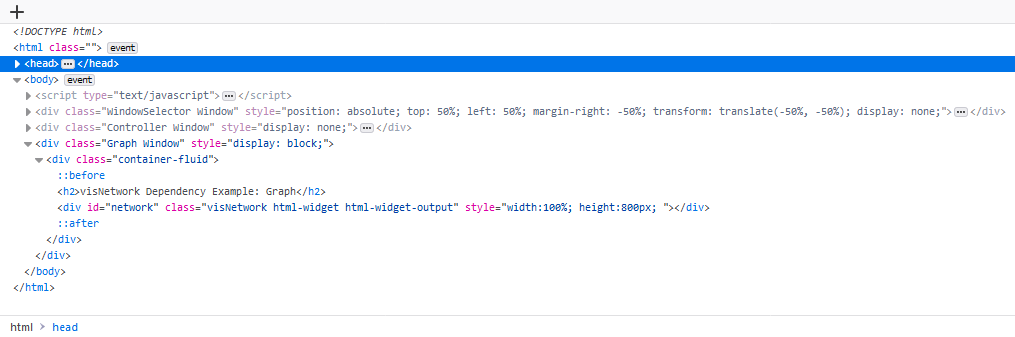 <!DOCTYPE html>
<html class=""> event
<head> ••• </head>
<body> event
<script type="text/javascript"> ••• </script>
<div class="WindowSelector Window" style="position: absolute; top: 50%; left: 50%; margin-right: -50%; transform: translate(-50%, -50%); display: none;"> ••• </div>
<div class="Controller Window" style="display: none;"> ••• </div>
<div class="Graph Window" style="display: block;">
<div class="container-fluid">
::before
<h2>visNetwork Dependency Example: Graph</h2>
<div id="network" class="visNetwork html-widget html-widget-output" style="width:100%; height:800px; "></div>
::after
</div>
</div>
</body>
</html>
html > head